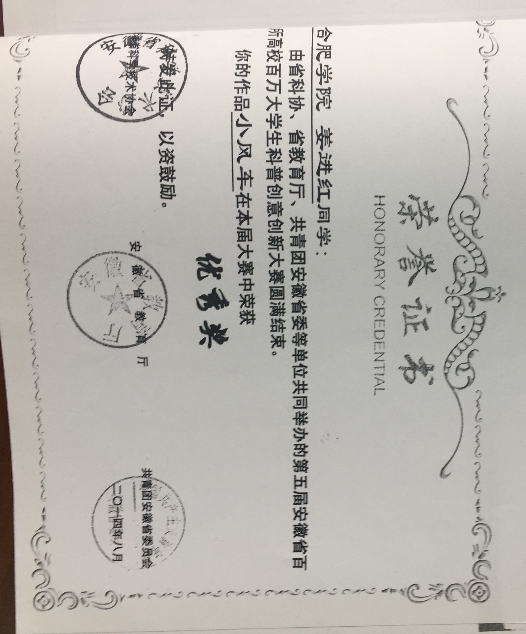 荣誉证书
HONORARY CREDENTIAL
合肥学院 姜进红同学：
由省科协、省教育厅、共青团安徽省委等单位共同举办的第五届安徽省百
所高校百万大学生科普创意创新大赛圆满结束。
你的作品小风车在本届大赛中荣获
优秀奖
特发此证，以资鼓励。
安徽省教育厅
共青团安徽省委员会
二〇一四年八月